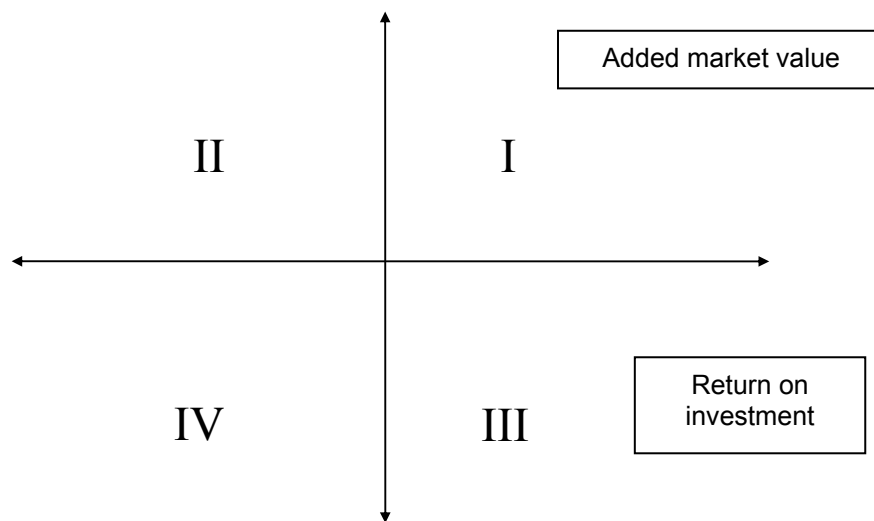 Added market value
II
I
Return on
investment
IV
III